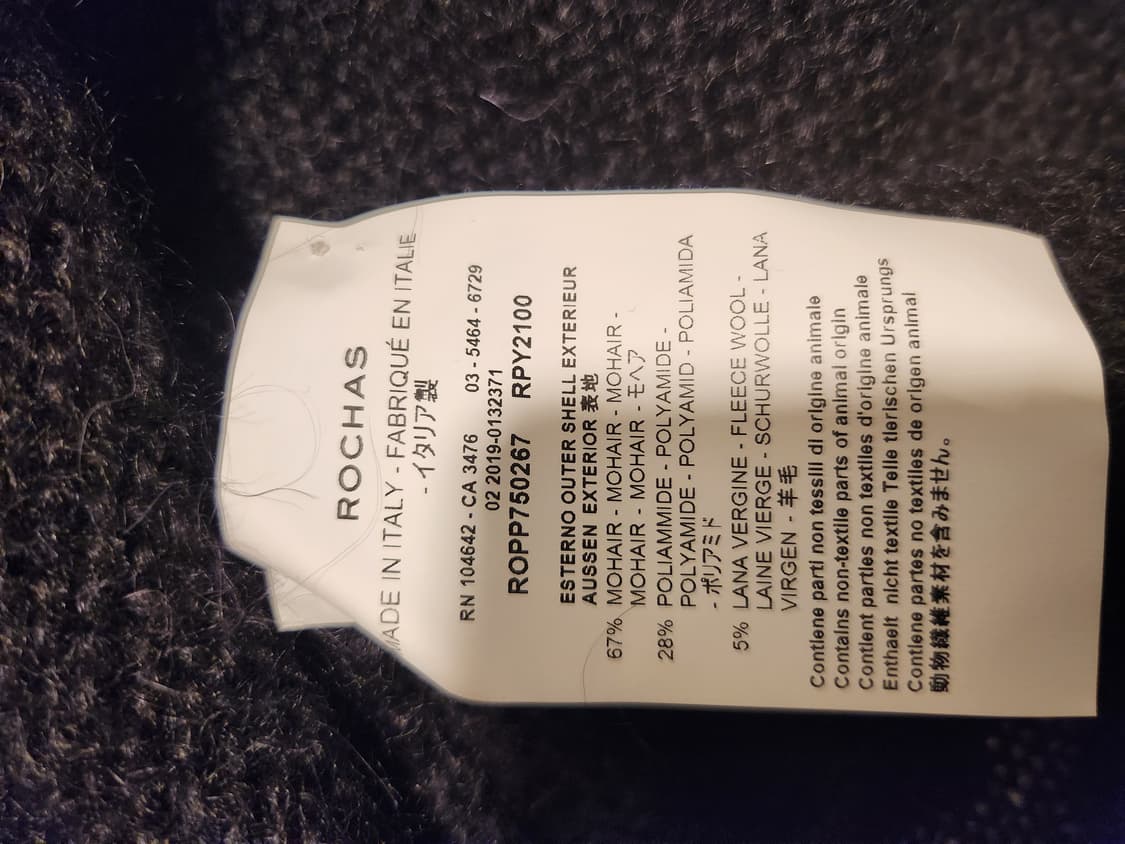 ROCHAS
MADE IN ITALY - FABRIQUÉ EN ITALIE
- イタリア製
RN 104642 - CA 3476 03 - 5464 - 6729
02 2019-0132371
ROPP750267 RPY2100
ESTERNO OUTER SHELL EXTERIEUR
AUSSEN EXTERIOR 表地
67% MOHAIR - MOHAIR - MOHAIR -
MOHAIR - MOHAIR - モヘア
28% POLIAMMIDE - POLYAMIDE -
POLYAMIDE - POLYAMID - POLIAMIDA
- ポリアミド
5% LANA VERGINE - FLEECE WOOL -
LAINE VIERGE - SCHURWOLLE - LANA
VIRGEN - 羊毛
Contiene parti non tessili di origine animale
Contains non-textile parts of animal origin
Contient parties non textiles d'origine animale
Enthaelt nicht textile Teile tierischen Ursprungs
Contiene partes no textiles de origen animal
動物繊維素材を含みません。